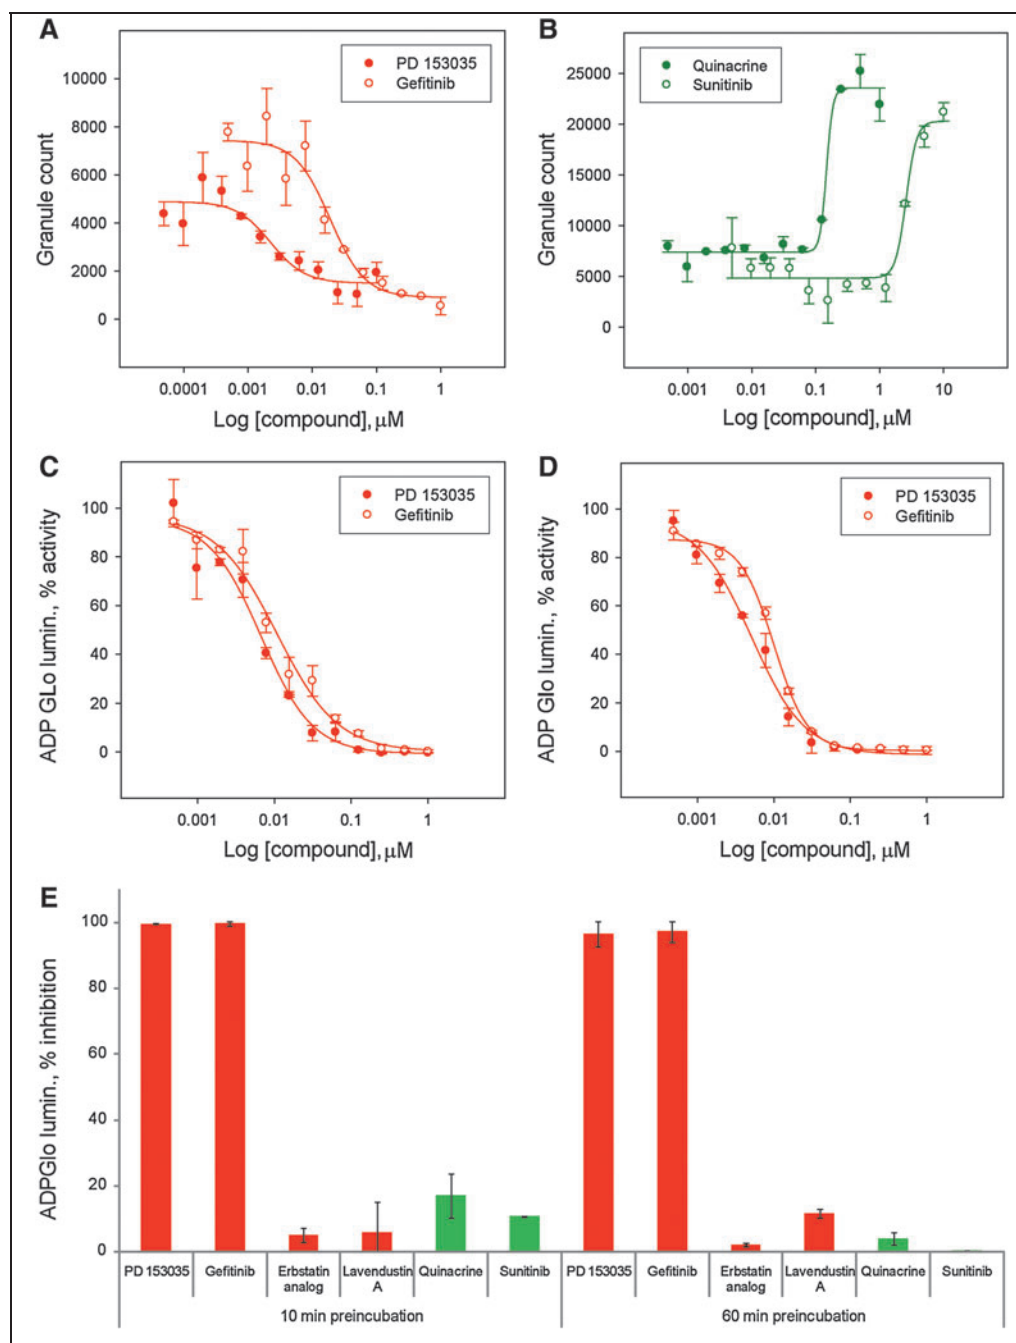 A
PD 153035
Gefitinib
10000
8000
6000
4000
2000
0
Granule count
0.0001 0.001 0.01 0.1 1
Log [compound], µM
B
Quinacrine
Sunitinib
25000
20000
15000
10000
5000
0
Granule count
0.001 0.01 0.1 1 10
Log [compound], µM
C
PD 153035
Gefitinib
100
80
60
40
20
0
ADP GLo lumin., % activity
0.001 0.01 0.1 1
Log [compound], µM
D
PD 153035
Gefitinib
100
80
60
40
20
0
ADP Glo lumin., % activity
0.001 0.01 0.1 1
Log [compound], µM
E
100
80
60
40
20
0
ADPGlo lumin., % inhibition
PD 153035 Gefitinib Erbstatin analog Lavendustin A Quinacrine Sunitinib PD 153035 Gefitinib Erbstatin analog Lavendustin A Quinacrine Sunitinib
10 min preincubation 60 min preincubation